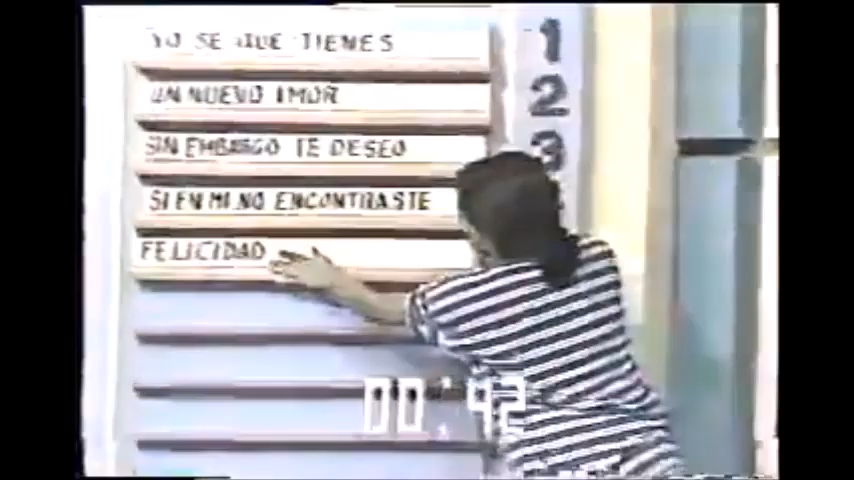 YO SE QUE TIENES
UN NUEVO AMOR
SIN EMBARGO TE DESEO
SI EN MI NO ENCONTRASTE
FELICIDAD
1
2
3
00:42